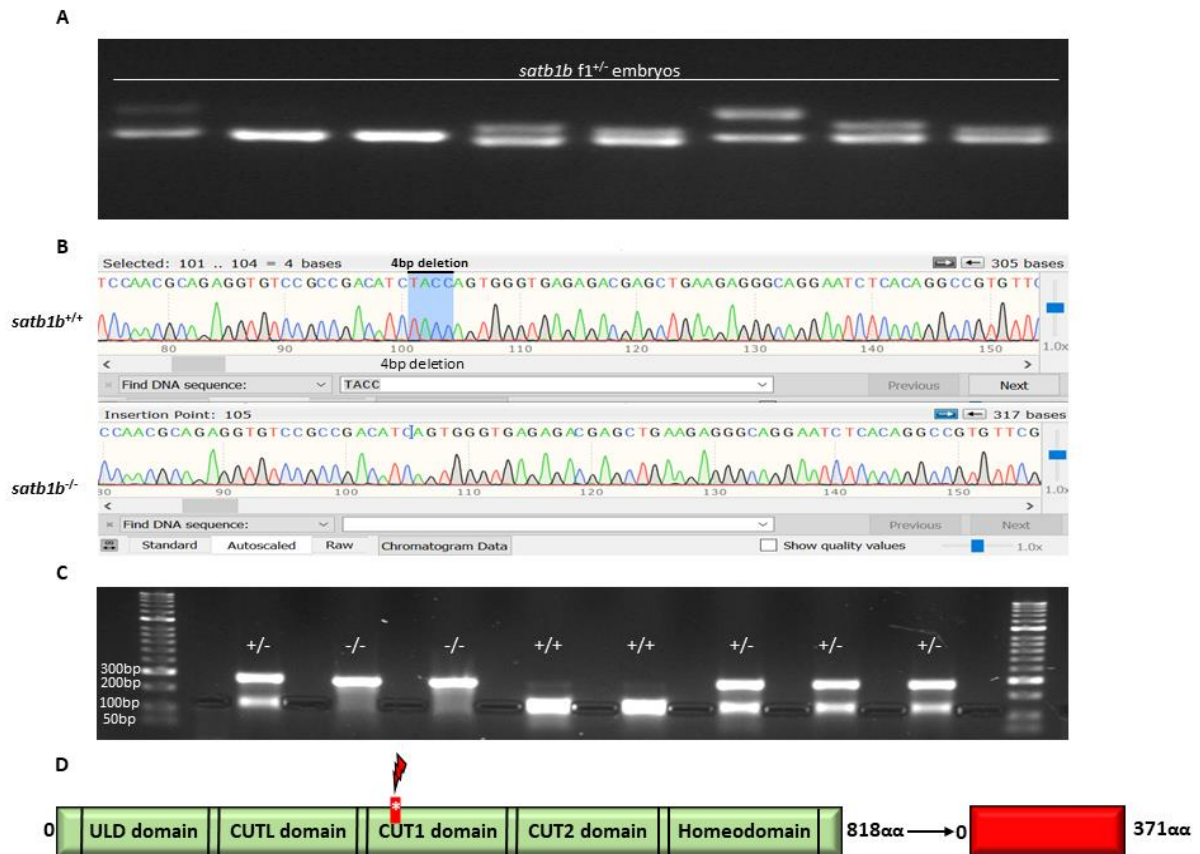 A
satb1b f1+/- embryos
B
Selected: 101 .. 104 = 4 bases
4bp deletion
305 bases
TCCAACGCAGAGGTGTCCGCCGACATCTACCAGTGGGTGAGAGACGAGCTGAAGAGGGCAGGAATCTCACAGGCCGTGTTC
satb1b+/+
1.0x
80 90 100 110 120 130 140 150
4bp deletion
Find DNA sequence: TACC Previous Next
Insertion Point: 105
317 bases
CCAACGCAGAGGTGTCCGCCGACATCAGTGGGTGAGAGACGAGCTGAAGAGGGCAGGAATCTCACAGGCCGTGTTCG
satb1b-/-
1.0x
90 100 110 120 130 140 150
Find DNA sequence: Previous Next
Standard Autoscaled Raw Chromatogram Data Show quality values 1.0x
C
+/- -/- -/- +/+ +/+ +/- +/- +/-
300bp
200bp
100bp
50bp
D
*
0 ULD domain CUTL domain CUT1 domain CUT2 domain Homeodomain 818αα 0 371αα